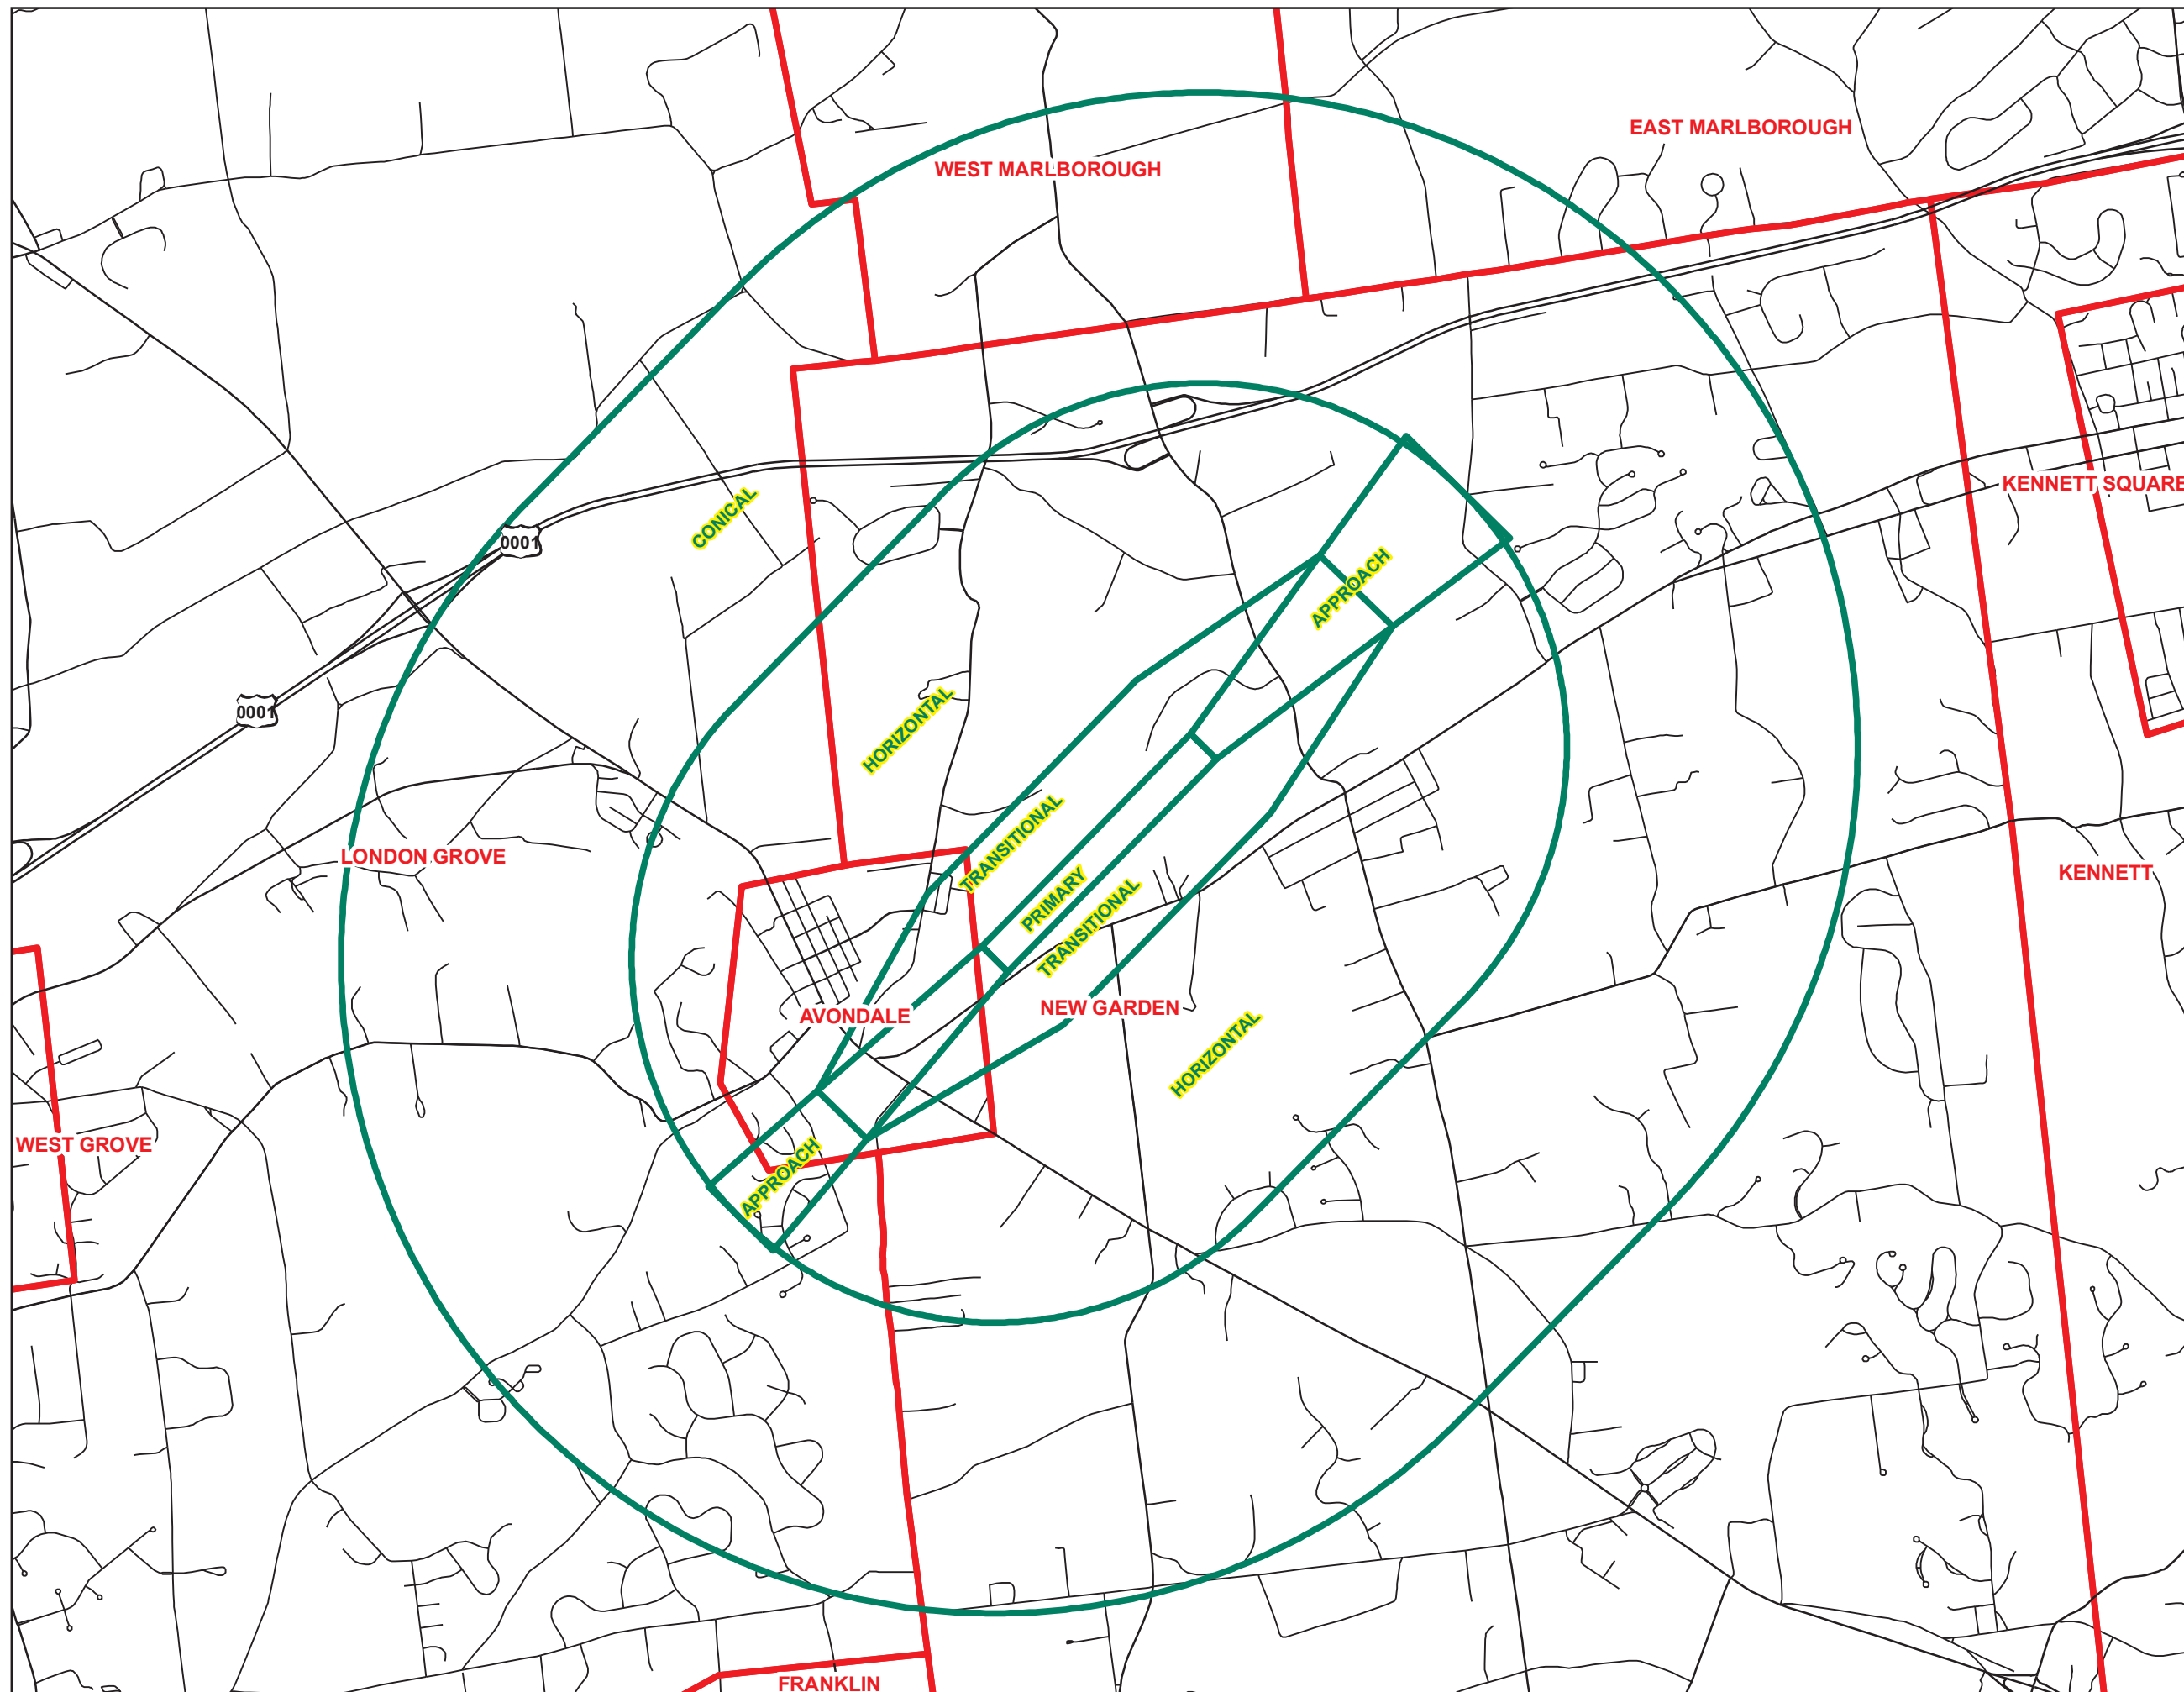 EAST MARLBOROUGH
WEST MARLBOROUGH
KENNETT SQUARE
CONICAL
0001
APPROACH
0001
HORIZONTAL
TRANSITIONAL
LONDON GROVE
KENNETT
PRIMARY
TRANSITIONAL
NEW GARDEN
AVONDALE
HORIZONTAL
WEST GROVE
APPROACH
FRANKLIN